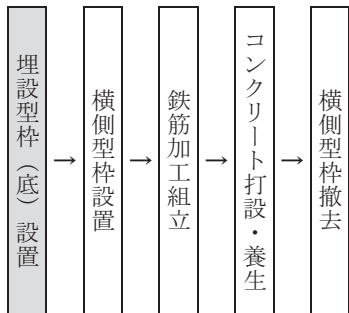 埋設型枠（底）設置
→
横側型枠設置
→
鉄筋加工組立
→
コンクリート打設・養生
→
横側型枠撤去